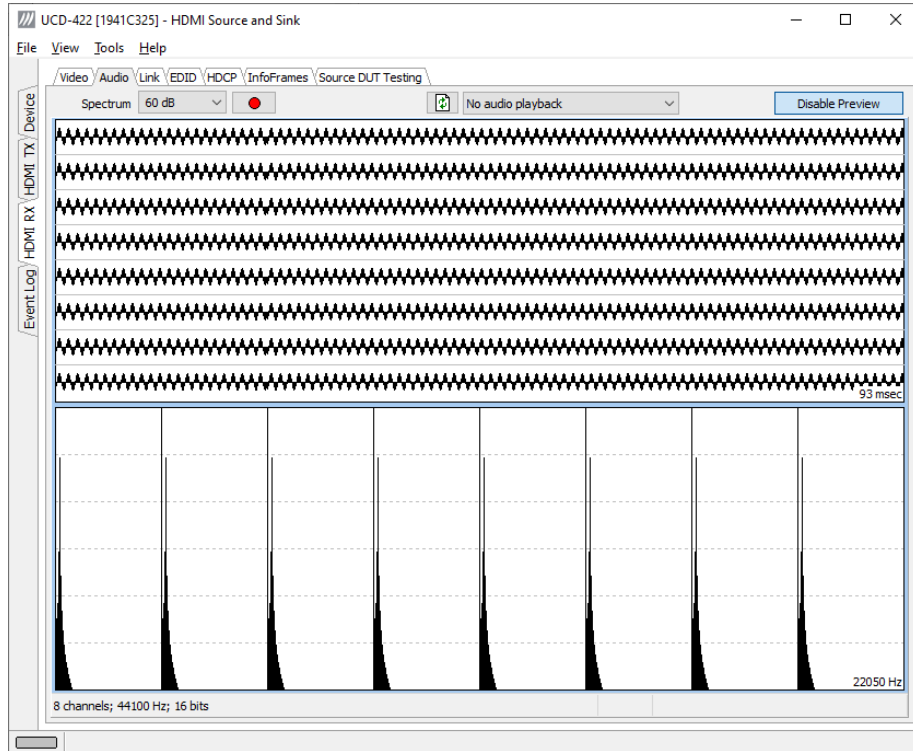 UCD-422 [1941C325] - HDMI Source and Sink
File View Tools Help
Video Audio Link EDID HDCP InfoFrames Source DUT Testing
Spectrum 60 dB No audio playback Disable Preview
Device
HDMI TX
HDMI RX
Event Log
93 msec
22050 Hz
8 channels; 44100 Hz; 16 bits